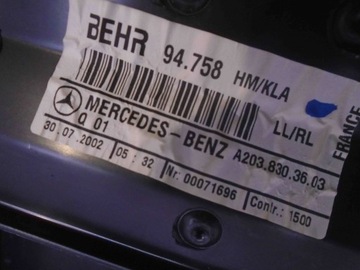 BEHR 94.758 HM/KLA
MERCEDES-BENZ LL/RL
Q 01 A203.830.36.03
30.07.2002 05:32 Nr. 00071696 Contr.: 1500
FRANCE